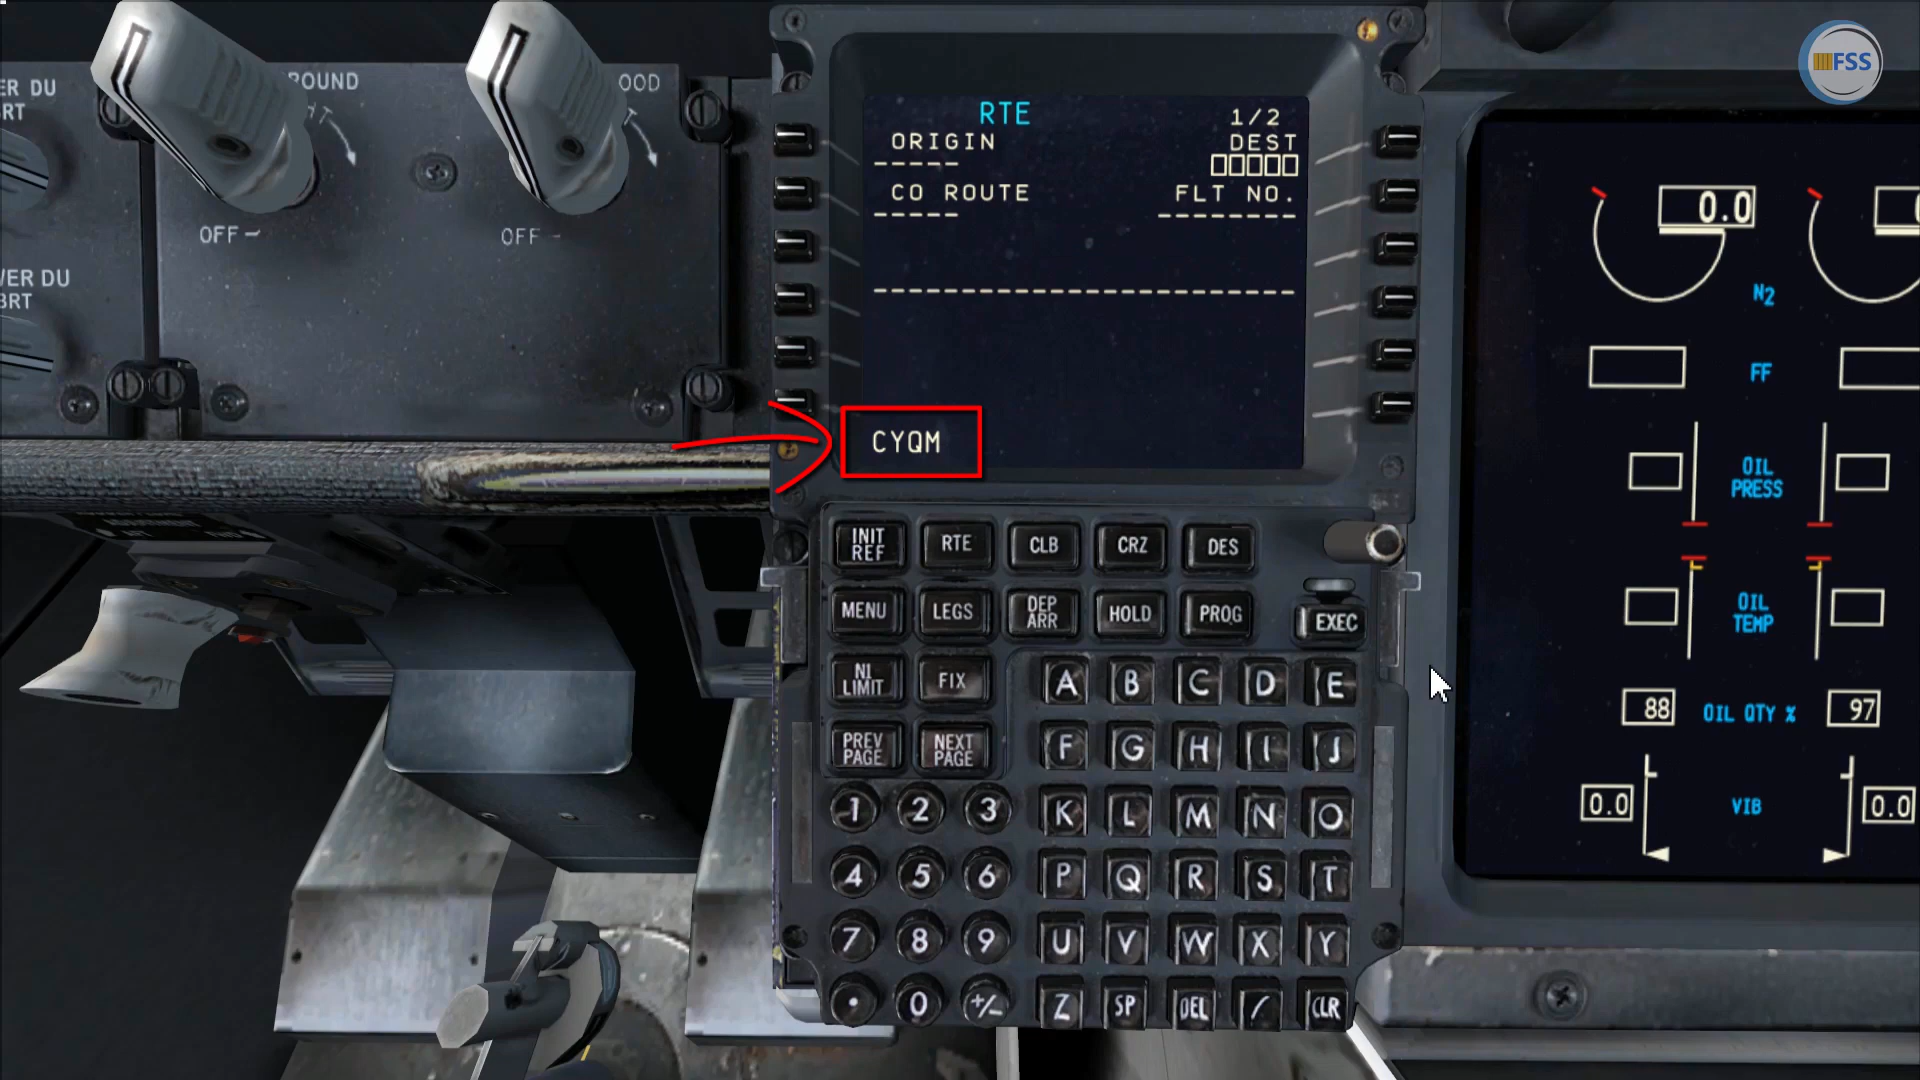 FSS
ER DU
BRT
ROUND
OOD
OFF
OFF
WER DU
BRT
RTE 1/2
ORIGIN DEST
----- □□□□□
CO ROUTE FLT NO.
----- --------
------------------------
CYQM
INIT REF
RTE
CLB
CRZ
DES
MENU
LEGS
DEP ARR
HOLD
PROG
EXEC
N1 LIMIT
FIX
A B C D E
PREV PAGE
NEXT PAGE
F G H I J
1 2 3
K L M N O
4 5 6
P Q R S T
7 8 9
U V W X Y
. 0 +/-
Z SP DEL / CLR
0.0
N2
FF
OIL
PRESS
OIL
TEMP
88 OIL QTY % 97
0.0 VIB 0.0